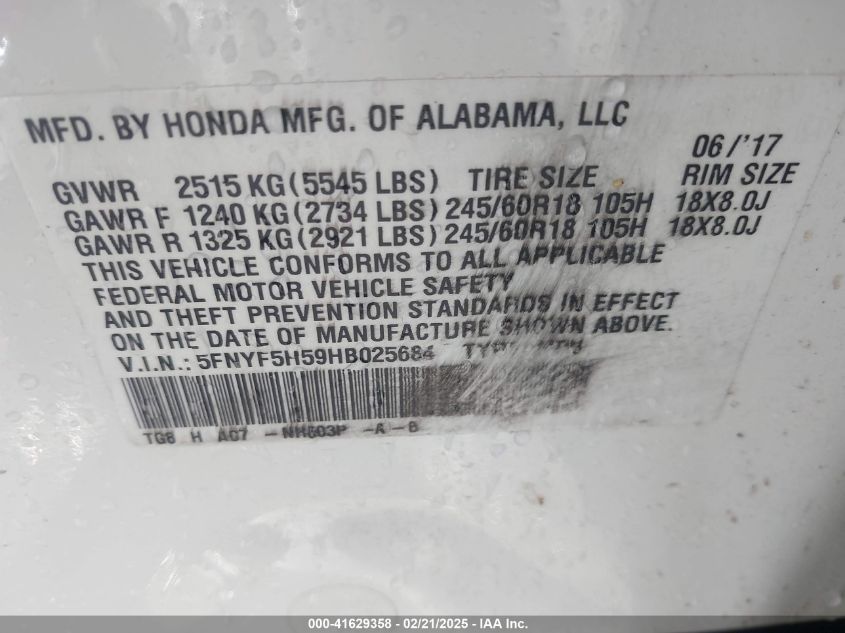 MFD. BY HONDA MFG. OF ALABAMA, LLC
06/'17
GVWR 2515 KG (5545 LBS) TIRE SIZE RIM SIZE
GAWR F 1240 KG (2734 LBS) 245/60R18 105H 18X8.0J
GAWR R 1325 KG (2921 LBS) 245/60R18 105H 18X8.0J
THIS VEHICLE CONFORMS TO ALL APPLICABLE
FEDERAL MOTOR VEHICLE SAFETY
AND THEFT PREVENTION STANDARDS IN EFFECT
ON THE DATE OF MANUFACTURE SHOWN ABOVE.
V.I.N.: 5FNYF5H59HB025684 TYPE: MPV
TG8 H A07 -NH603P -A -B
000-41629358 - 02/21/2025 - IAA Inc.